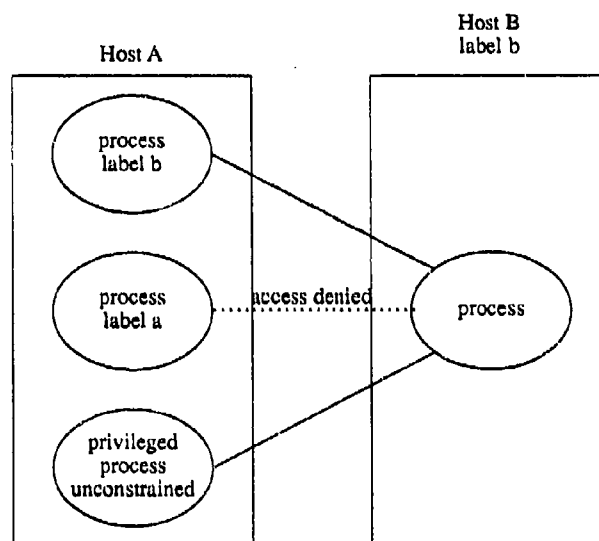 Host A
Host B
label b
process
label b
process
label a
access denied
process
privileged
process
unconstrained